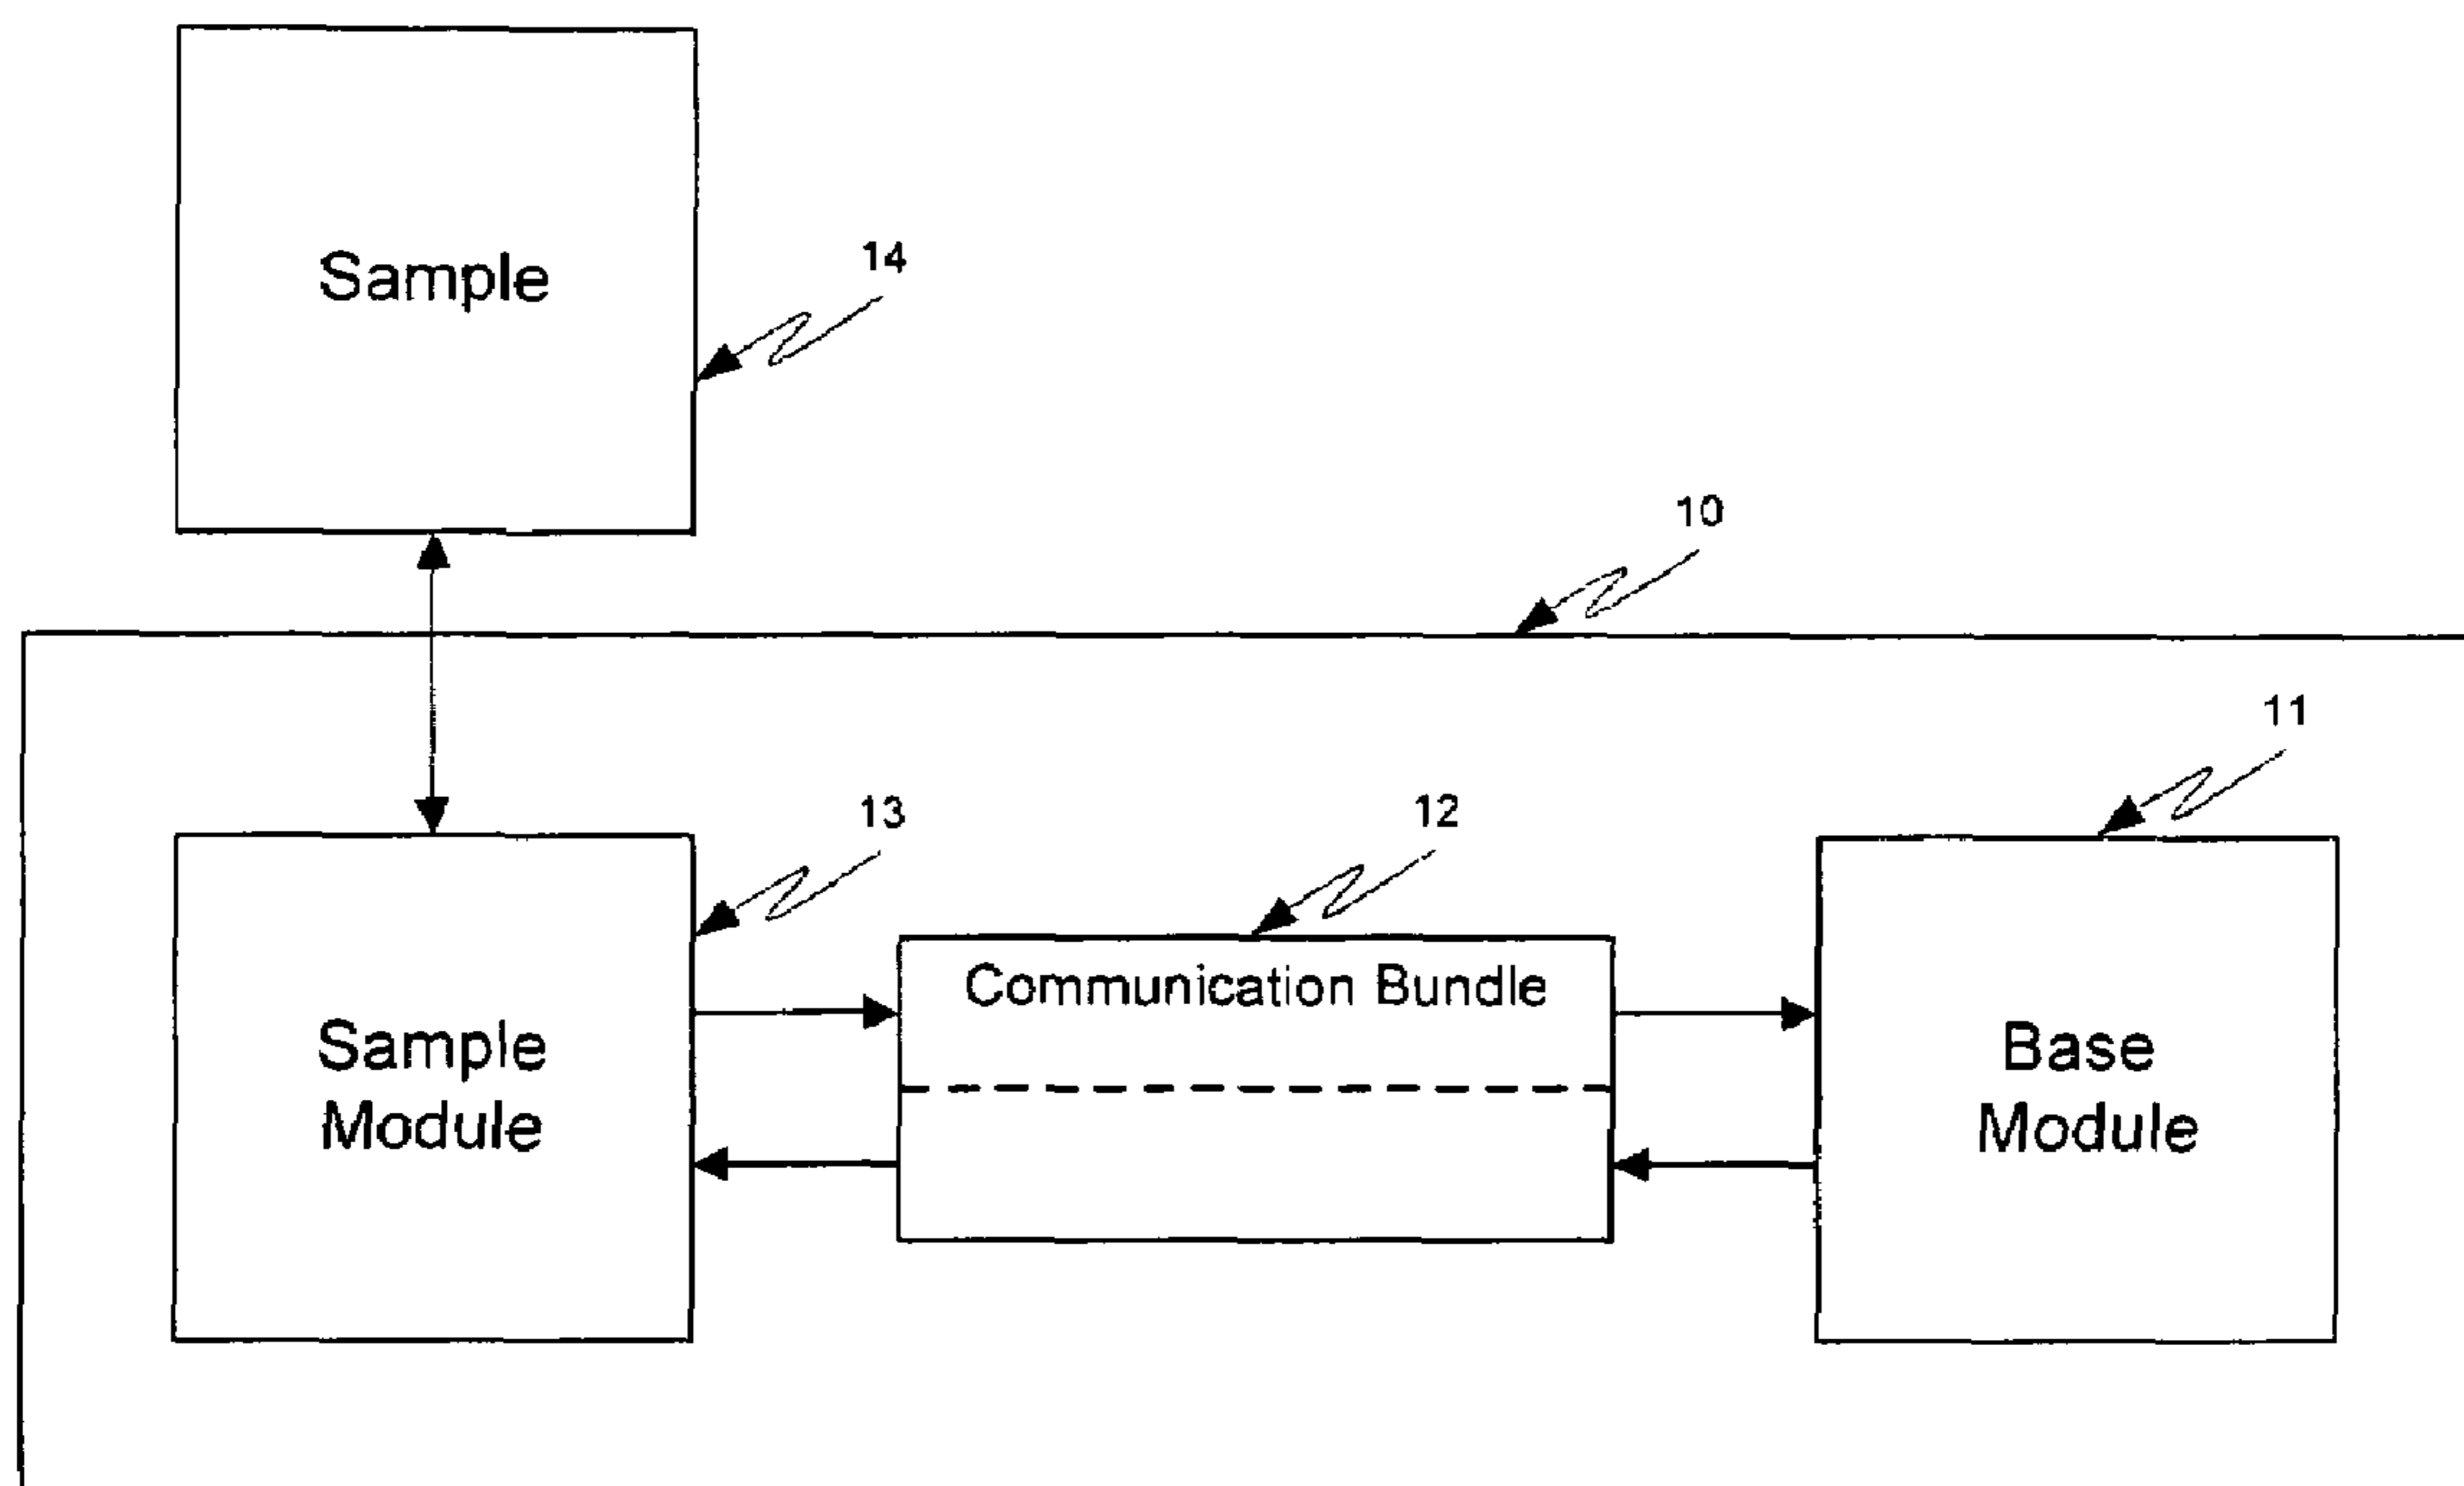 Sample
14
10
11
13
12
Communication Bundle
Sample
Module
Base
Module